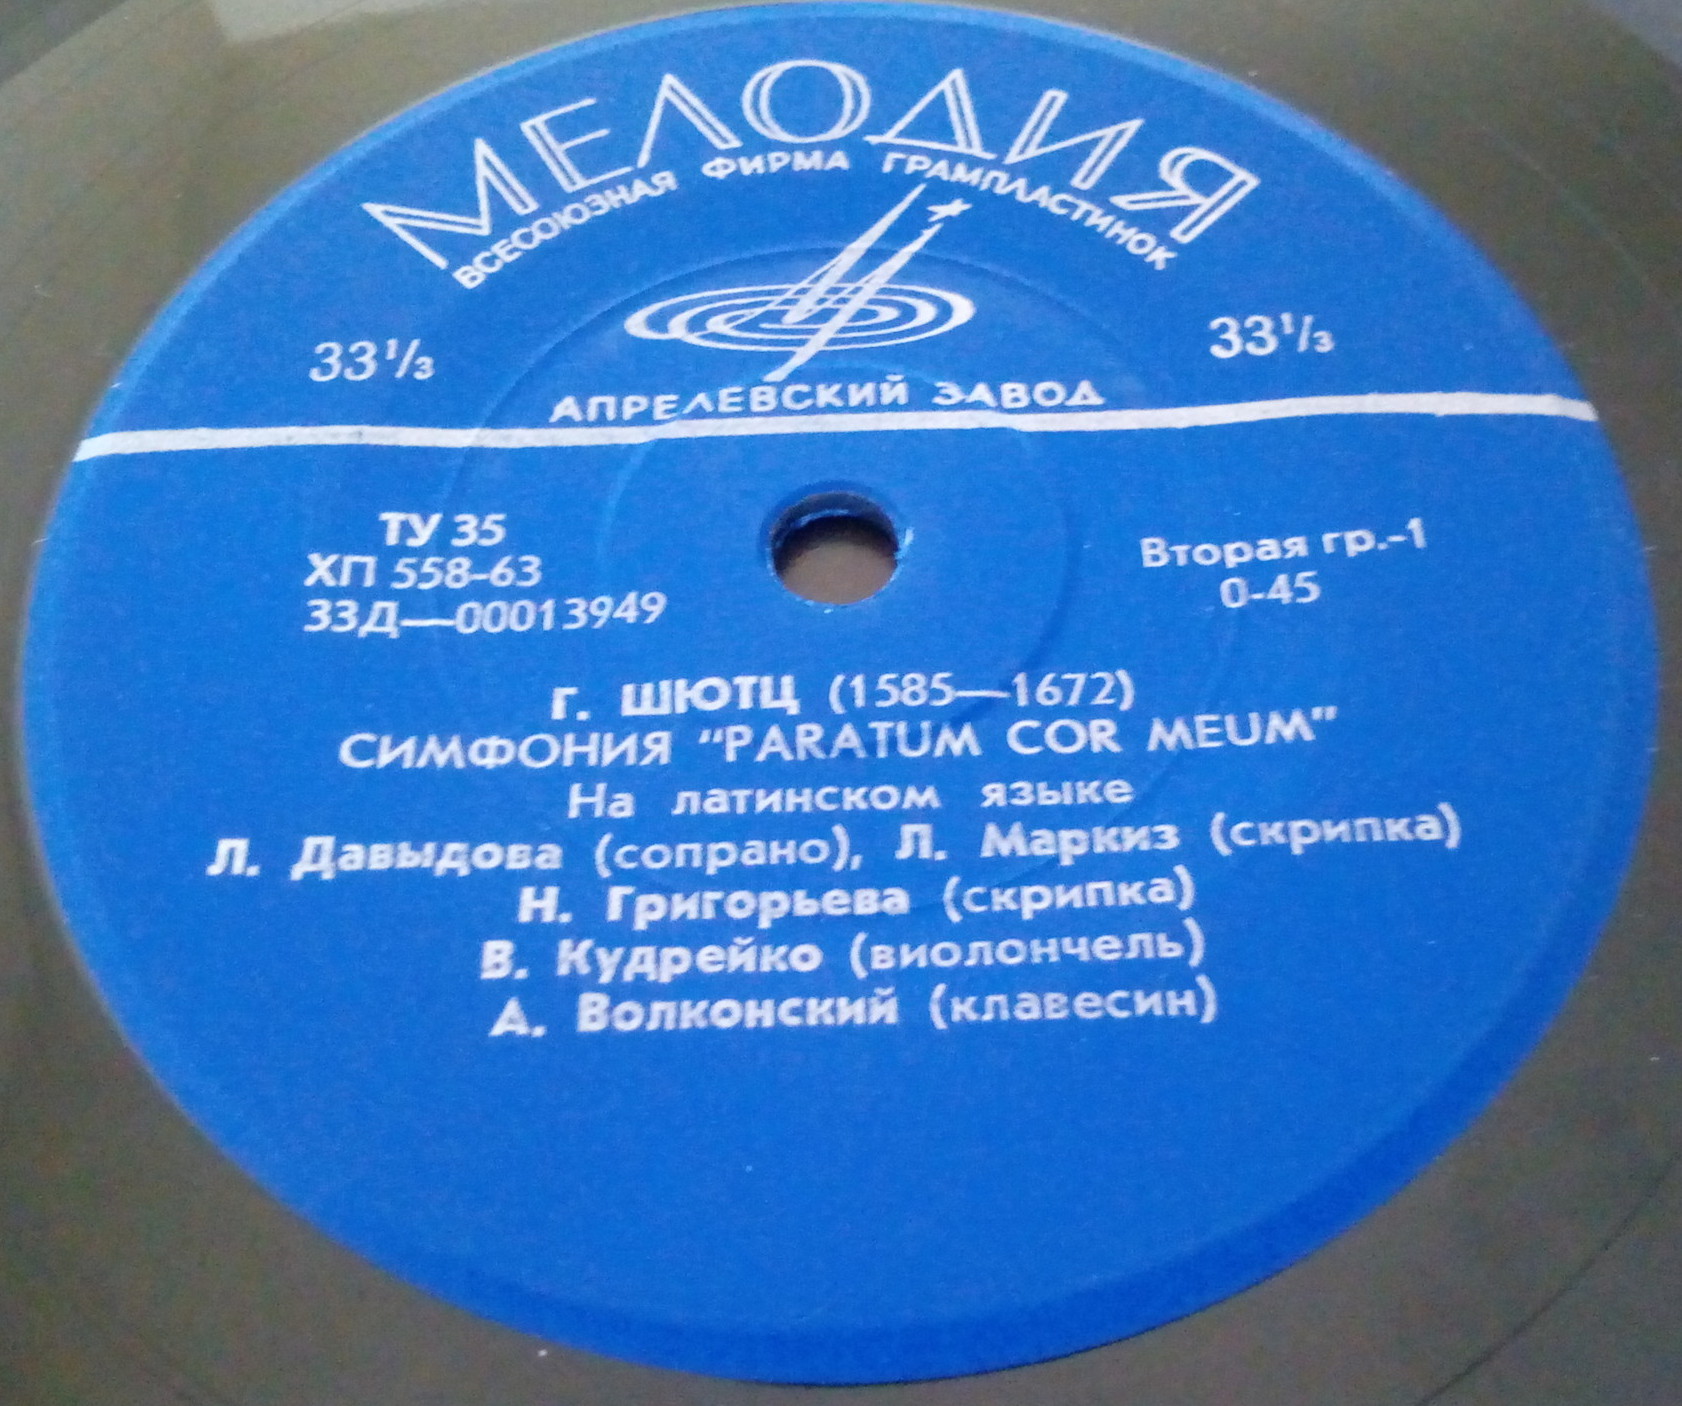 МЕЛОДИЯ
ВСЕСОЮЗНАЯ ФИРМА ГРАМПЛАСТИНОК
33⅓ 33⅓
АПРЕЛЕВСКИЙ ЗАВОД
ТУ 35
ХП 558-63
33Д—00013949
Вторая гр.-1
0-45
Г. ШЮТЦ (1585—1672)
СИМФОНИЯ "PARATUM COR MEUM"
На латинском языке
Л. Давыдова (сопрано), Л. Маркиз (скрипка)
Н. Григорьева (скрипка)
В. Кудрейко (виолончель)
А. Волконский (клавесин)